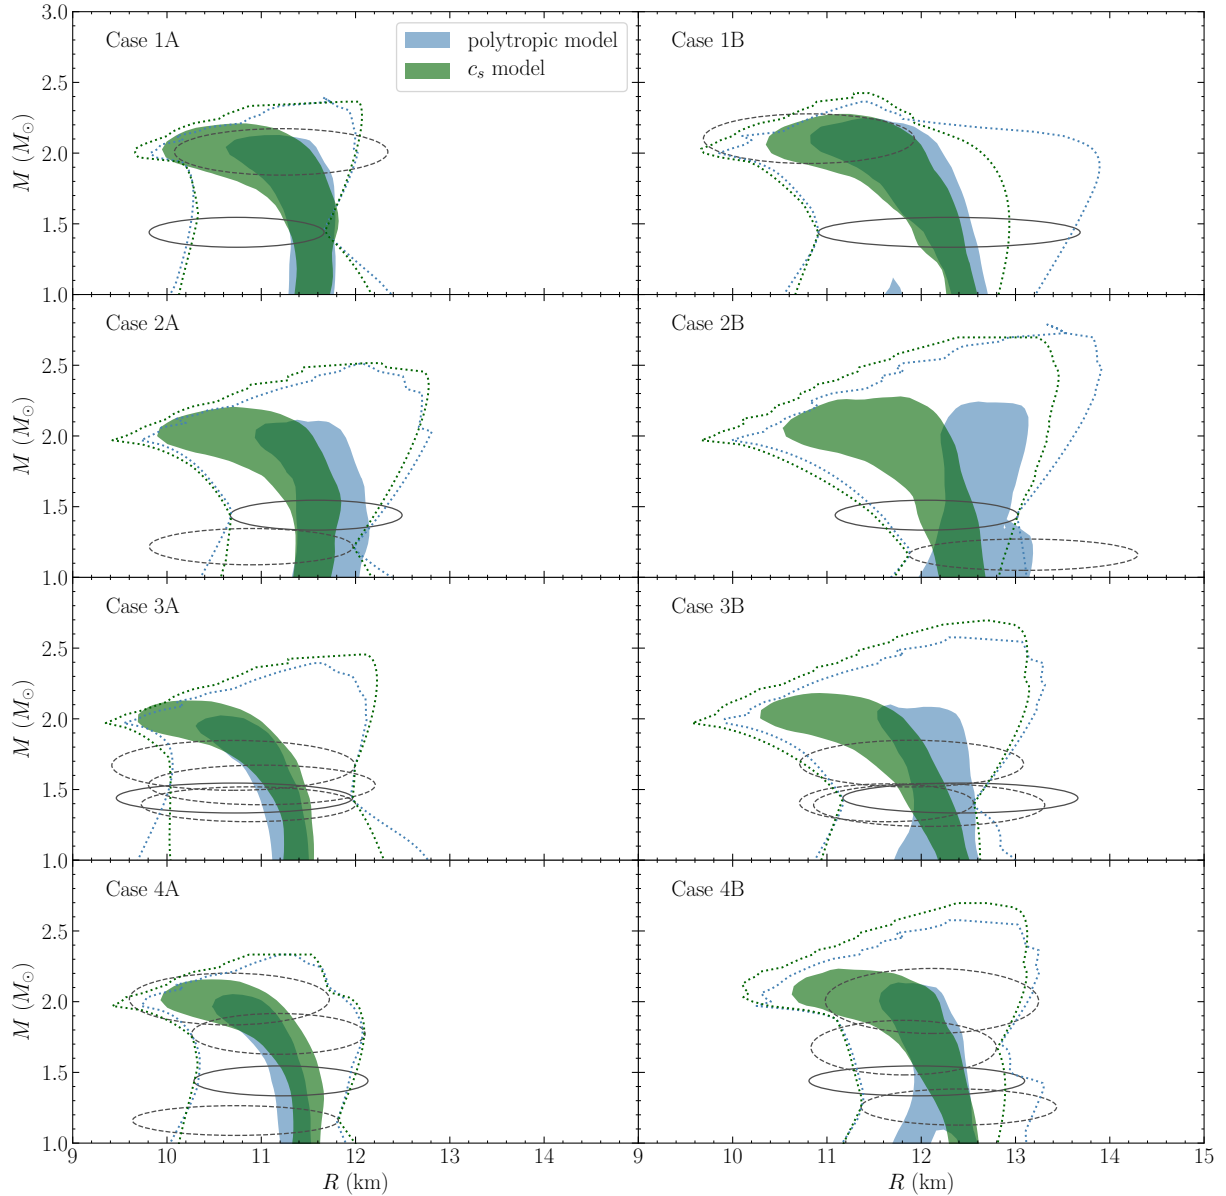 3.0
Case 1A
polytropic model
c_s model
Case 1B
2.5
2.0
1.5
1.0
M (M_⊙)
Case 2A
Case 2B
2.5
2.0
1.5
1.0
M (M_⊙)
Case 3A
Case 3B
2.5
2.0
1.5
1.0
M (M_⊙)
Case 4A
Case 4B
2.5
2.0
1.5
1.0
M (M_⊙)
9 10 11 12 13 14 9 10 11 12 13 14 15
R (km) R (km)